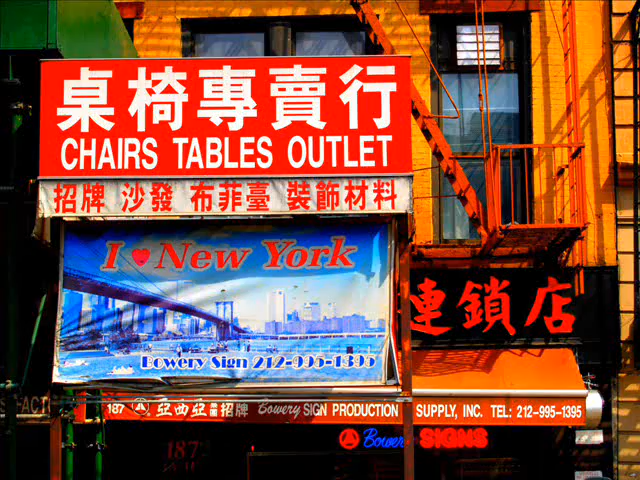 桌椅專賣行
CHAIRS TABLES OUTLET
招牌 沙發 布菲臺 裝飾材料
I ❤ New York
Bowery Sign 212-995-1395
連鎖店
187 亞西亞 招牌 Bowery SIGN PRODUCTION SUPPLY, INC. TEL: 212-995-1395
Bowery SIGNS
187